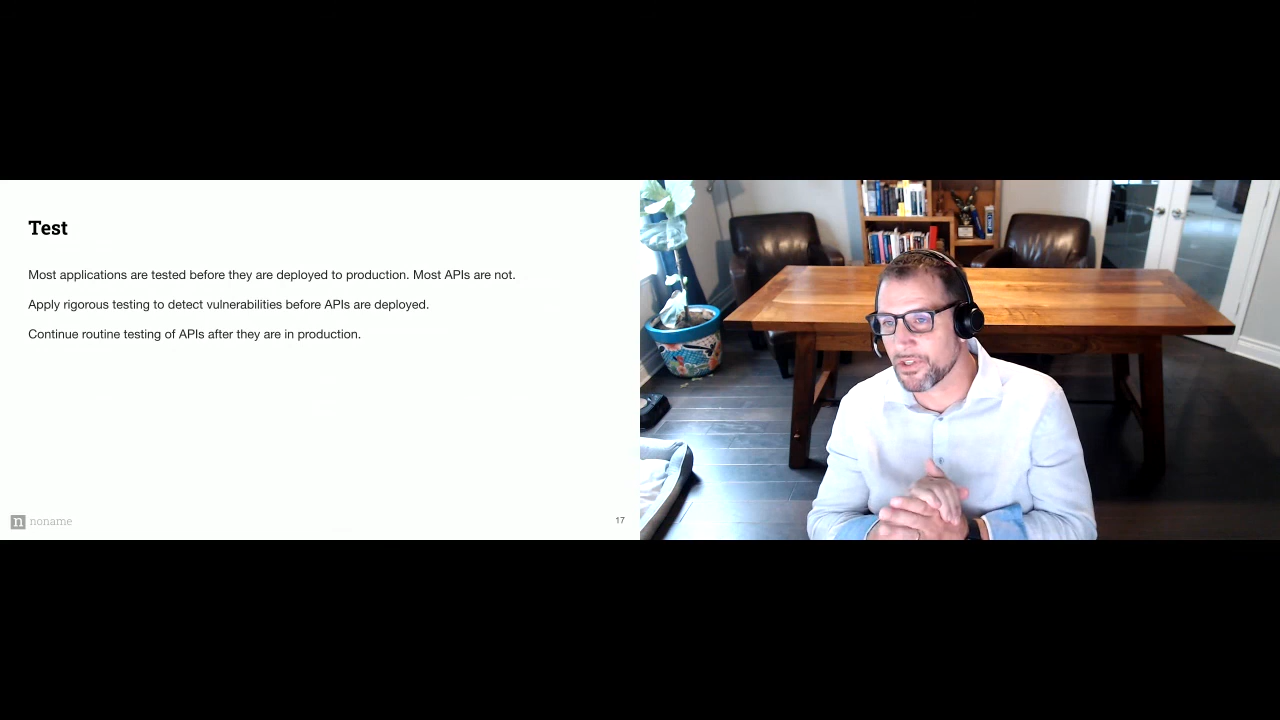 Test
Most applications are tested before they are deployed to production. Most APIs are not.
Apply rigorous testing to detect vulnerabilities before APIs are deployed.
Continue routine testing of APIs after they are in production.
n noname
17